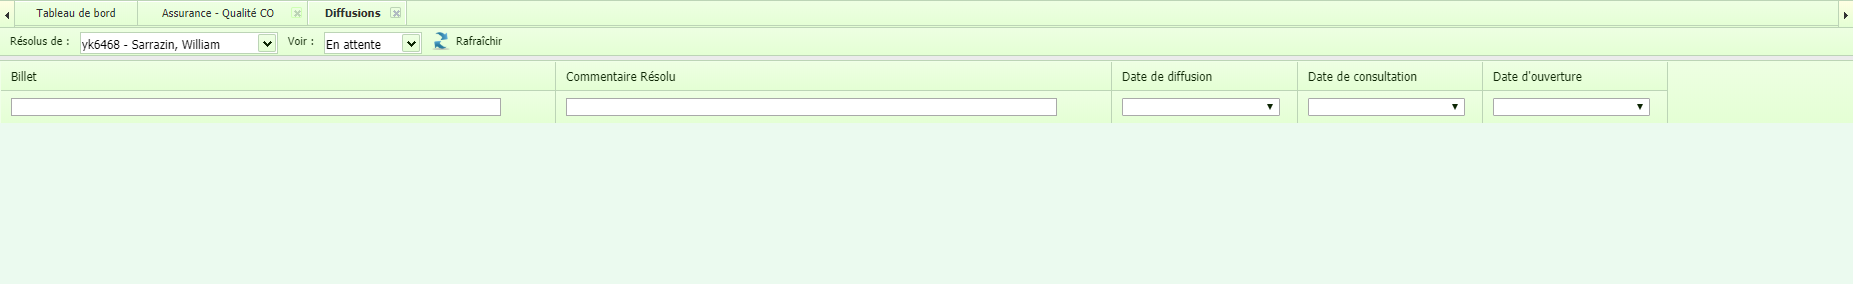 Tableau de bord Assurance - Qualité CO Diffusions
Résolus de : yk6468 - Sarrazin, William Voir : En attente Rafraîchir
Billet Commentaire Résolu Date de diffusion Date de consultation Date d'ouverture